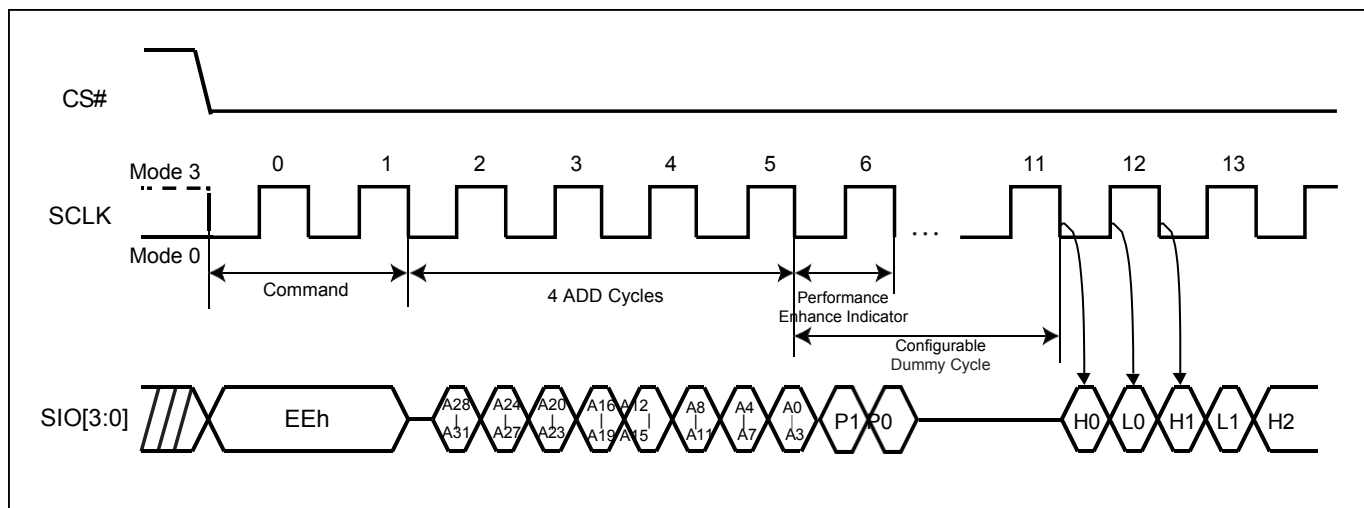 CS#
0 1 2 3 4 5 6 11 12 13
Mode 3
SCLK
Mode 0
...
Command
4 ADD Cycles
Performance
Enhance Indicator
Configurable
Dummy Cycle
SIO[3:0]
EEh
A28 | A31
A24 | A27
A20 | A23
A16 | A19
A12 | A15
A8 | A11
A4 | A7
A0 | A3
P1 P0
H0 L0 H1 L1 H2